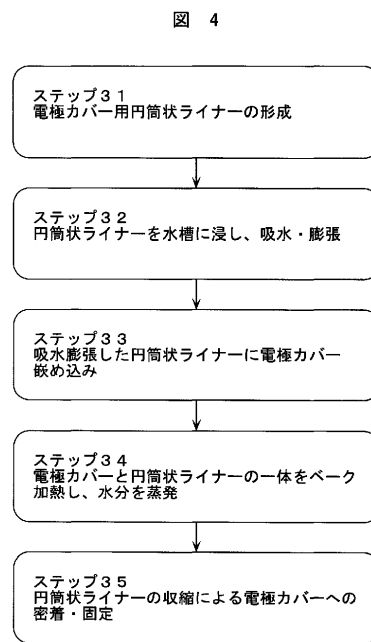 図 4
ステップ３１
電極カバー用円筒状ライナーの形成
ステップ３２
円筒状ライナーを水槽に浸し、吸水・膨張
ステップ３３
吸水膨張した円筒状ライナーに電極カバー
嵌め込み
ステップ３４
電極カバーと円筒状ライナーの一体をベーク
加熱し、水分を蒸発
ステップ３５
円筒状ライナーの収縮による電極カバーへの
密着・固定